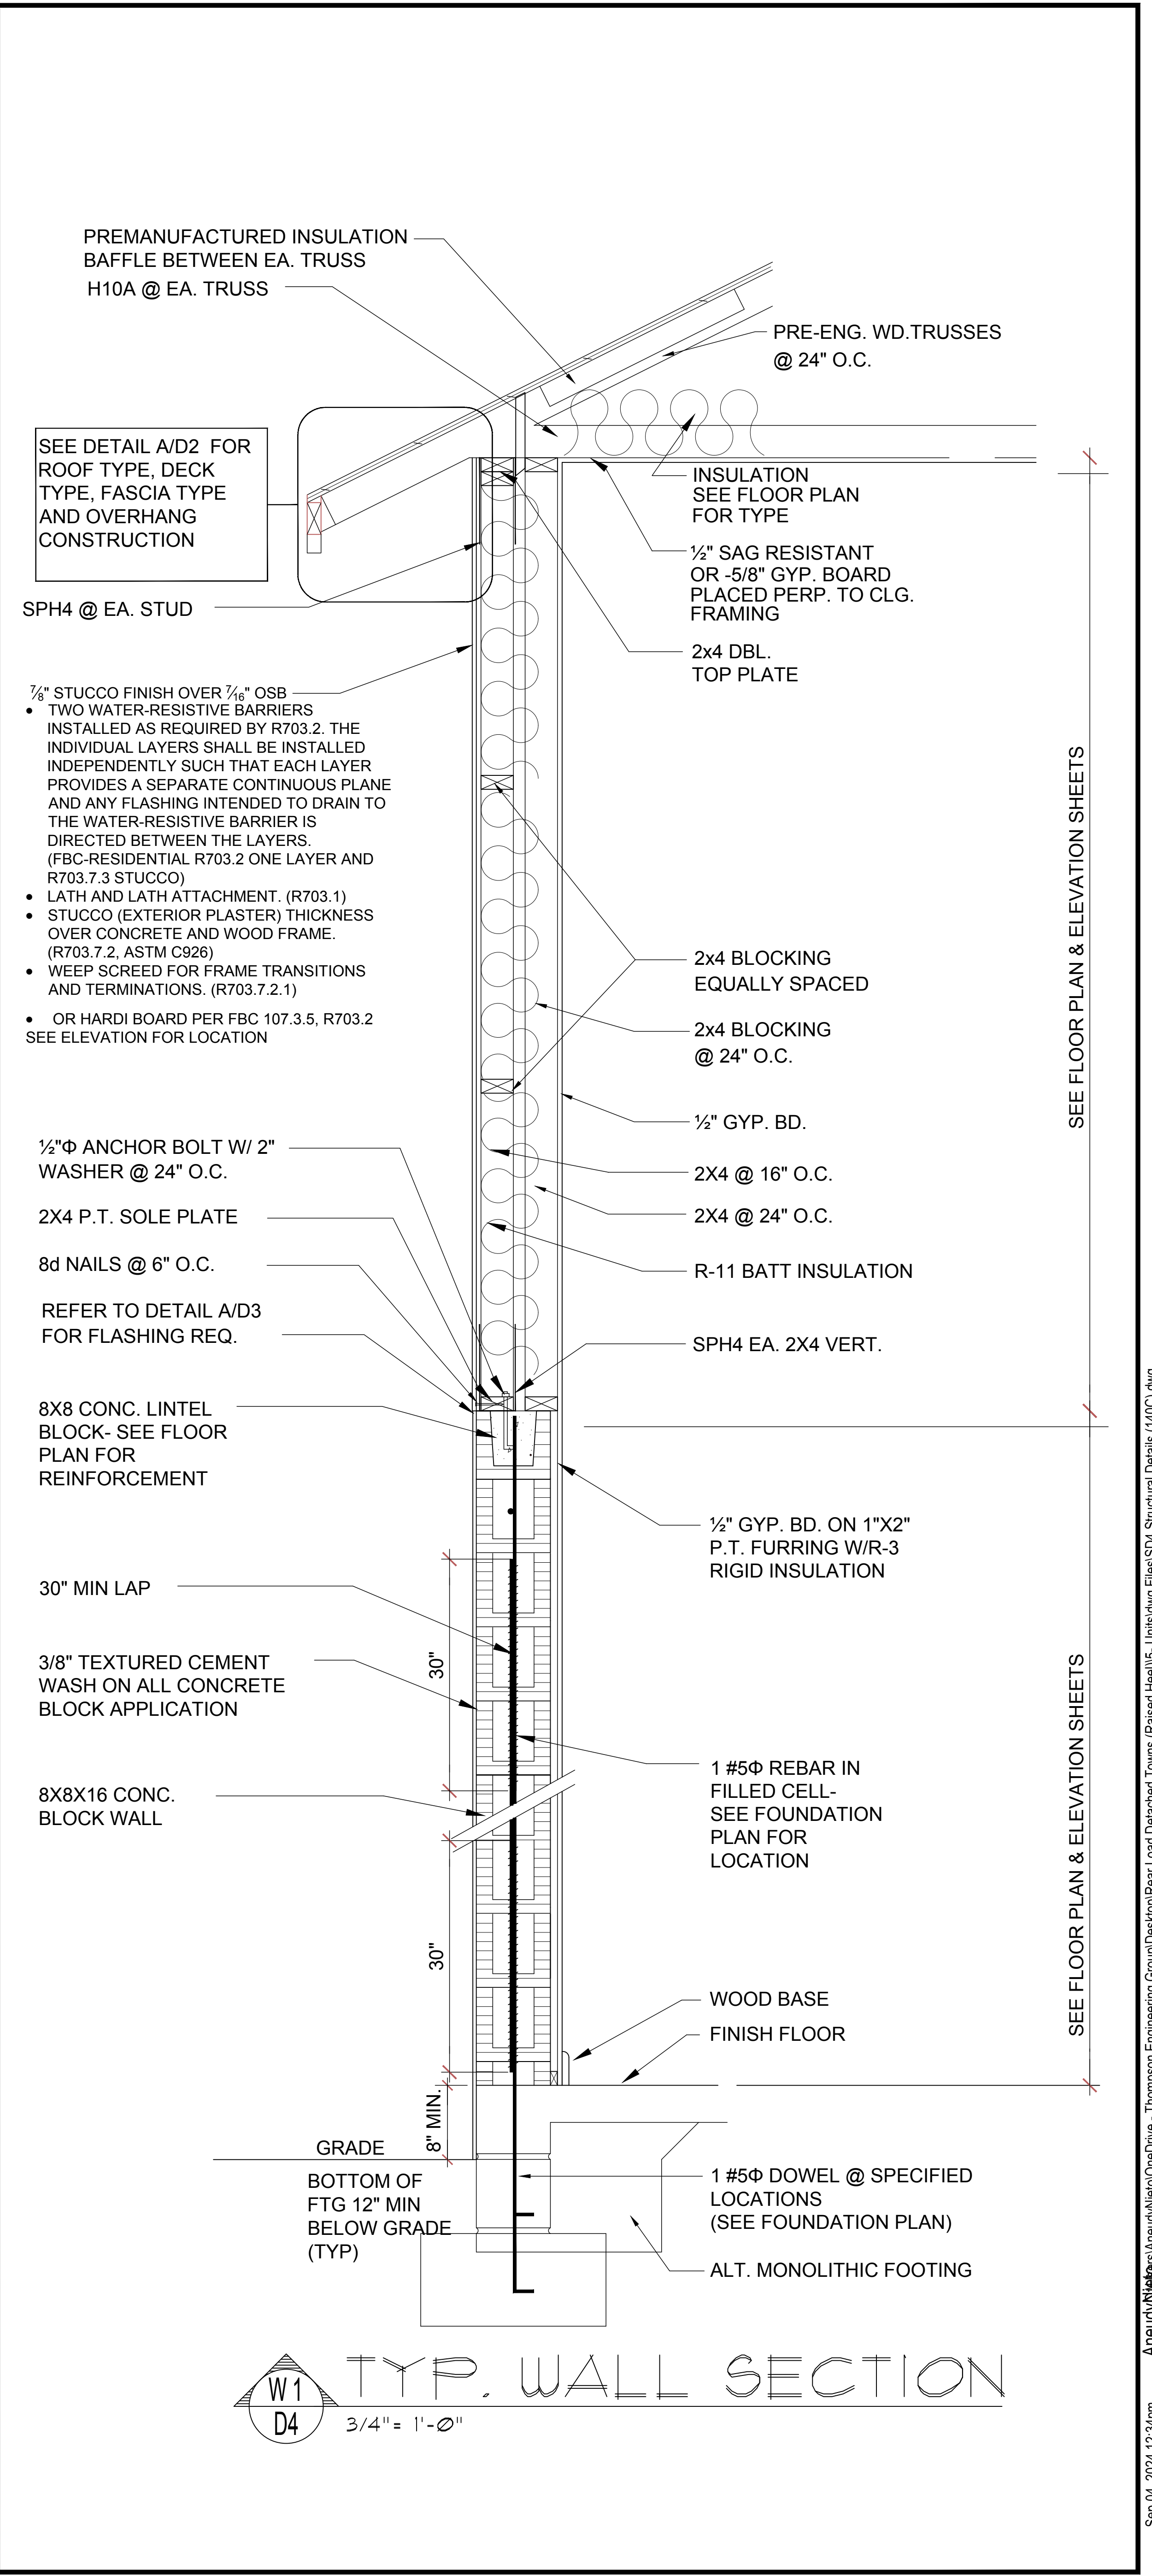 PREMANUFACTURED INSULATION
BAFFLE BETWEEN EA. TRUSS
H10A @ EA. TRUSS
PRE-ENG. WD.TRUSSES
@ 24" O.C.
SEE DETAIL A/D2 FOR
ROOF TYPE, DECK
TYPE, FASCIA TYPE
AND OVERHANG
CONSTRUCTION
INSULATION
SEE FLOOR PLAN
FOR TYPE
½" SAG RESISTANT
OR -5/8" GYP. BOARD
PLACED PERP. TO CLG.
FRAMING
SPH4 @ EA. STUD
2x4 DBL.
TOP PLATE
⅞" STUCCO FINISH OVER 7⁄16" OSB
• TWO WATER-RESISTIVE BARRIERS
INSTALLED AS REQUIRED BY R703.2. THE
INDIVIDUAL LAYERS SHALL BE INSTALLED
INDEPENDENTLY SUCH THAT EACH LAYER
PROVIDES A SEPARATE CONTINUOUS PLANE
AND ANY FLASHING INTENDED TO DRAIN TO
THE WATER-RESISTIVE BARRIER IS
DIRECTED BETWEEN THE LAYERS.
(FBC-RESIDENTIAL R703.2 ONE LAYER AND
R703.7.3 STUCCO)
• LATH AND LATH ATTACHMENT. (R703.1)
• STUCCO (EXTERIOR PLASTER) THICKNESS
OVER CONCRETE AND WOOD FRAME.
(R703.7.2, ASTM C926)
• WEEP SCREED FOR FRAME TRANSITIONS
AND TERMINATIONS. (R703.7.2.1)
• OR HARDI BOARD PER FBC 107.3.5, R703.2
SEE ELEVATION FOR LOCATION
SEE FLOOR PLAN & ELEVATION SHEETS
2x4 BLOCKING
EQUALLY SPACED
2x4 BLOCKING
@ 24" O.C.
½" GYP. BD.
2X4 @ 16" O.C.
2X4 @ 24" O.C.
R-11 BATT INSULATION
SPH4 EA. 2X4 VERT.
½"Φ ANCHOR BOLT W/ 2"
WASHER @ 24" O.C.
2X4 P.T. SOLE PLATE
8d NAILS @ 6" O.C.
REFER TO DETAIL A/D3
FOR FLASHING REQ.
8X8 CONC. LINTEL
BLOCK- SEE FLOOR
PLAN FOR
REINFORCEMENT
½" GYP. BD. ON 1"X2"
P.T. FURRING W/R-3
RIGID INSULATION
30" MIN LAP
30"
3/8" TEXTURED CEMENT
WASH ON ALL CONCRETE
BLOCK APPLICATION
8X8X16 CONC.
BLOCK WALL
1 #5Φ REBAR IN
FILLED CELL-
SEE FOUNDATION
PLAN FOR
LOCATION
SEE FLOOR PLAN & ELEVATION SHEETS
30"
WOOD BASE
FINISH FLOOR
8" MIN.
GRADE
BOTTOM OF
FTG 12" MIN
BELOW GRADE
(TYP)
1 #5Φ DOWEL @ SPECIFIED
LOCATIONS
(SEE FOUNDATION PLAN)
ALT. MONOLITHIC FOOTING
W1
D4
TYP. WALL SECTION
3/4"= 1'-0"